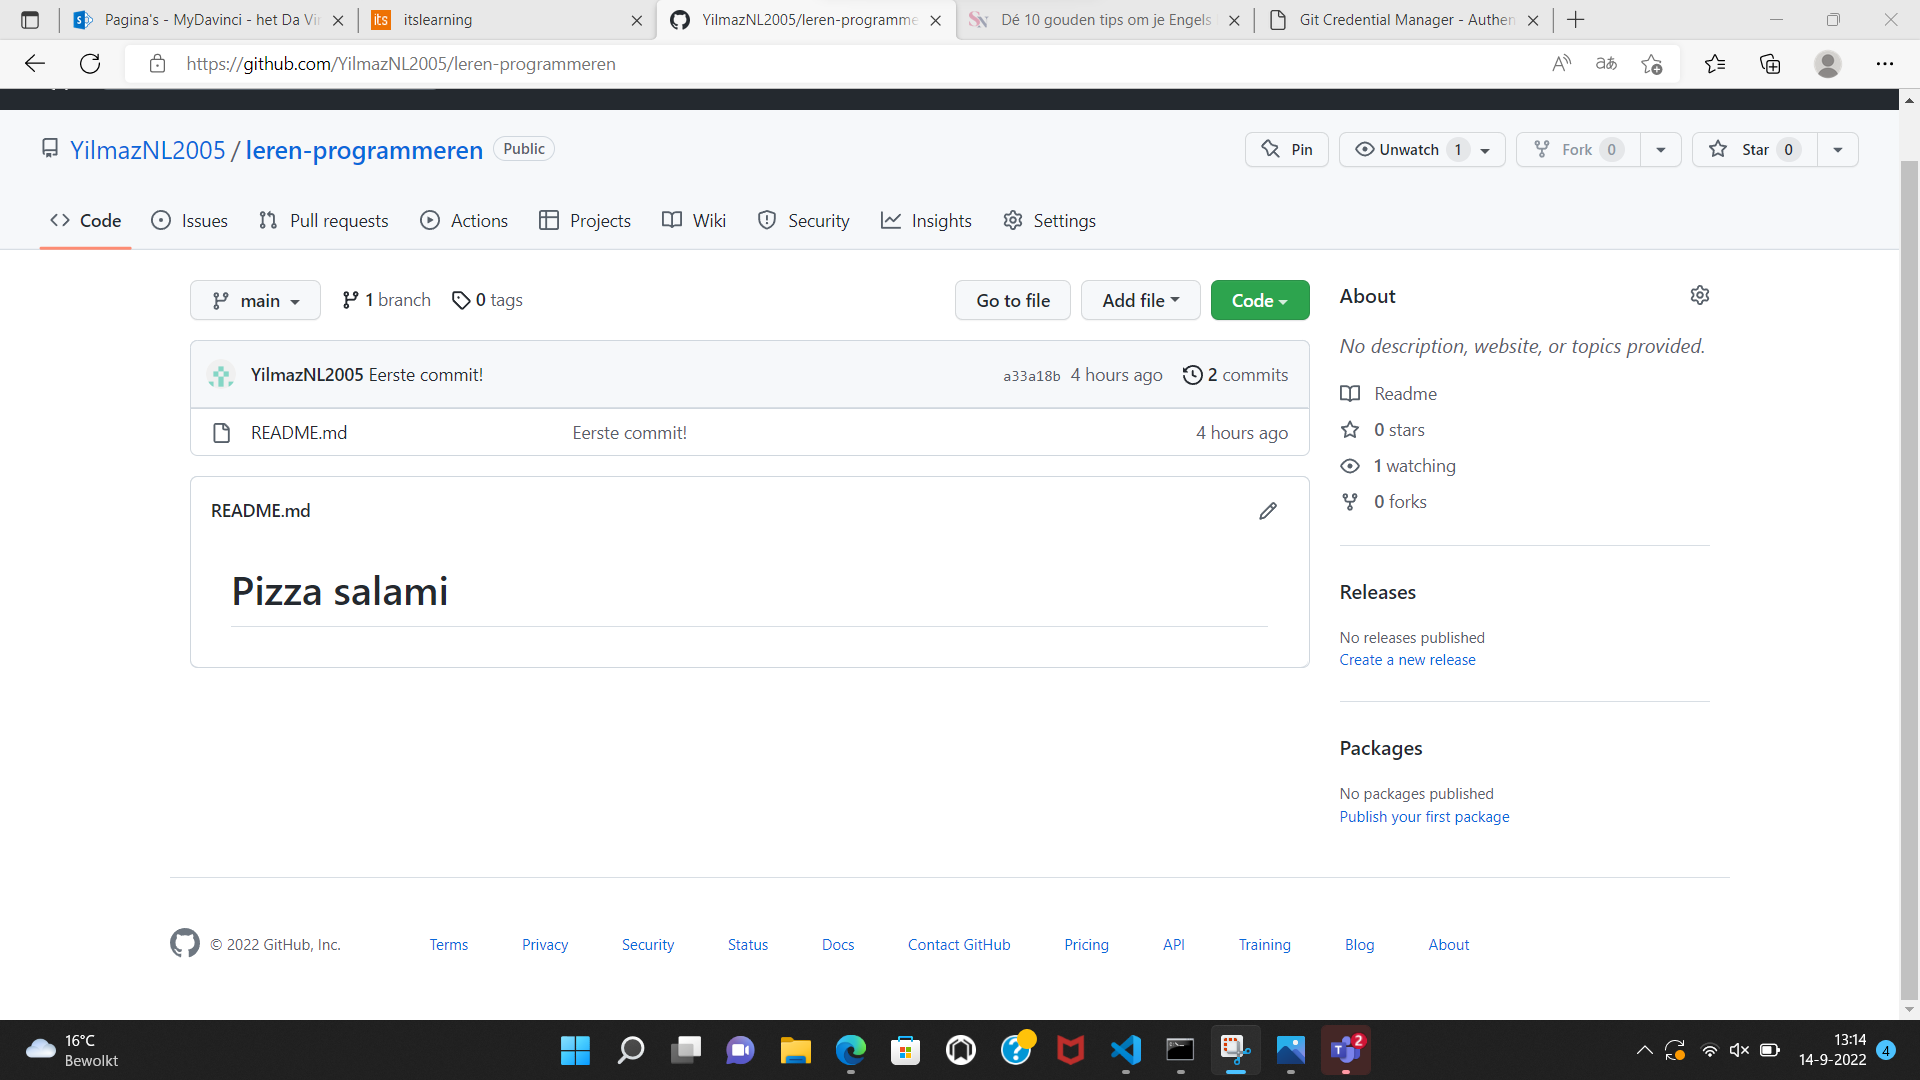 Pagina's - MyDavinci - het Da Vin
itslearning
YilmazNL2005/leren-programme
Dé 10 gouden tips om je Engels
Git Credential Manager - Authen
https://github.com/YilmazNL2005/leren-programmeren
YilmazNL2005 / leren-programmeren Public
Pin
Unwatch 1
Fork 0
Star 0
Code
Issues
Pull requests
Actions
Projects
Wiki
Security
Insights
Settings
main
1 branch
0 tags
Go to file
Add file
Code
YilmazNL2005 Eerste commit!
a33a18b 4 hours ago
2 commits
README.md
Eerste commit!
4 hours ago
README.md
Pizza salami
About
No description, website, or topics provided.
Readme
0 stars
1 watching
0 forks
Releases
No releases published
Create a new release
Packages
No packages published
Publish your first package
© 2022 GitHub, Inc.
Terms
Privacy
Security
Status
Docs
Contact GitHub
Pricing
API
Training
Blog
About
16°C
Bewolkt
2
13:14
14-9-2022
4